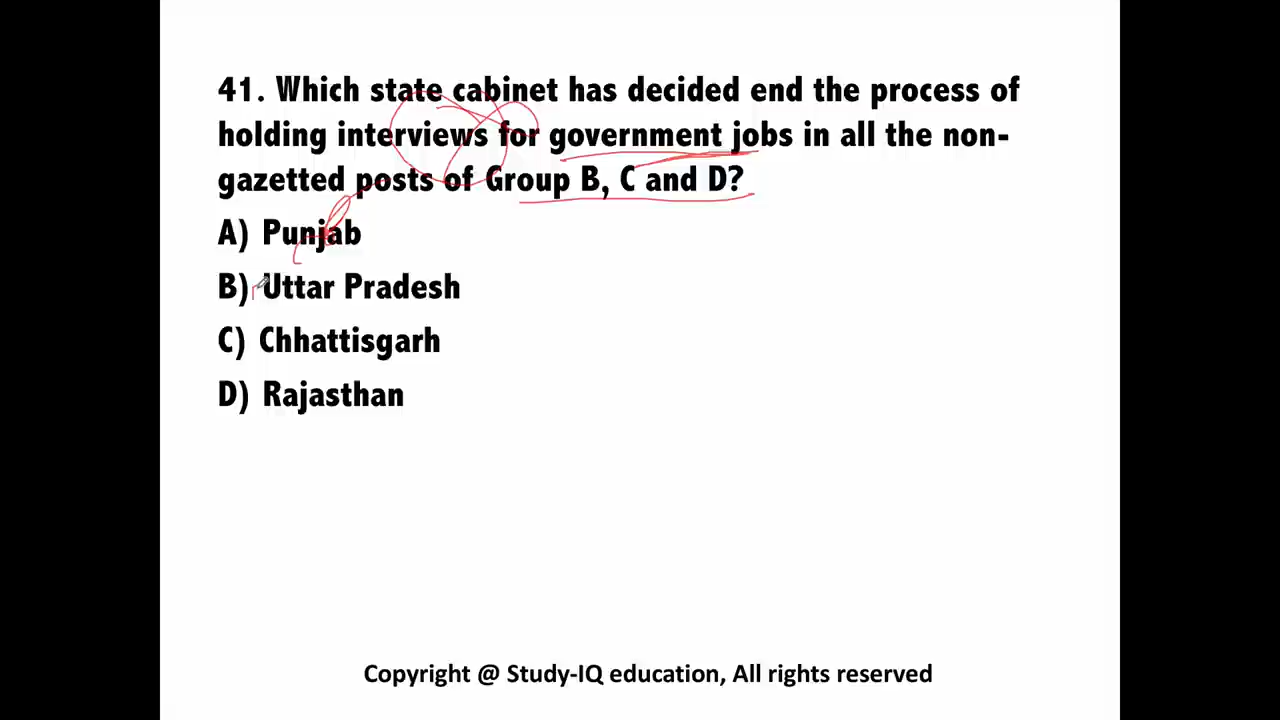 41. Which state cabinet has decided end the process of
holding interviews for government jobs in all the non-
gazetted posts of Group B, C and D?
A) Punjab
B) Uttar Pradesh
C) Chhattisgarh
D) Rajasthan
Copyright @ Study-IQ education, All rights reserved